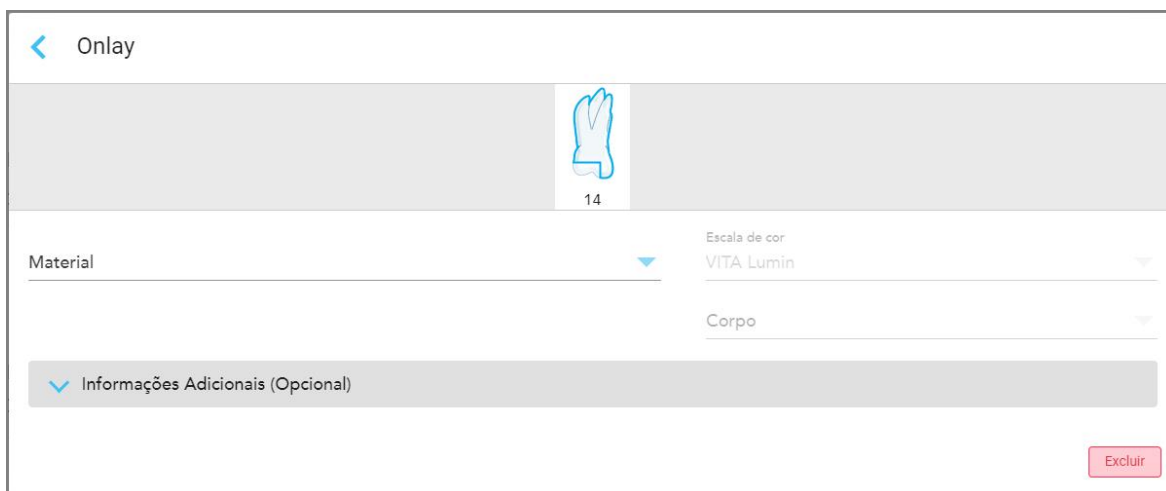 Onlay
14
Material
Escala de cor
VITA Lumin
Corpo
Informações Adicionais (Opcional)
Excluir